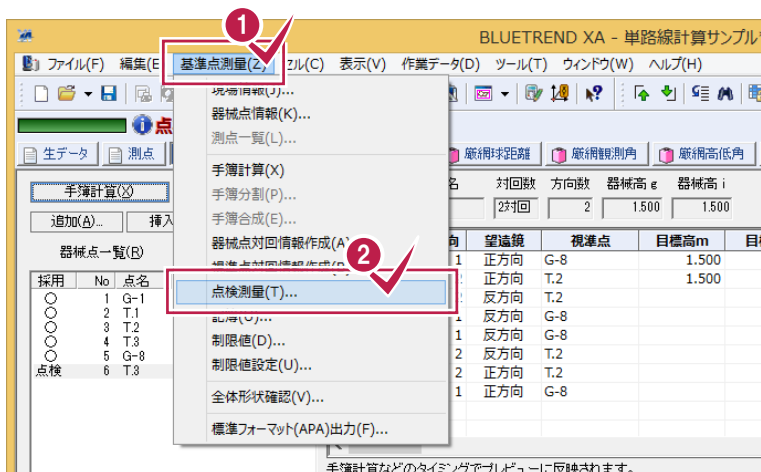 1
BLUETREND XA - 単路線計算サンプル
ファイル(F) 編集(E 基準点測量(Z) セル(C) 表示(V) 作業データ(D) ツール(T) ウィンドウ(W) ヘルプ(H)
現場情報(J)...
器械点情報(K)...
測点一覧(L)...
手簿計算(X)
手簿分割(P)...
手簿合成(E)...
器械点対回情報作成(A)
2
点検測量(T)...
記簿(O)...
制限値(D)...
制限値設定(U)...
全体形状確認(V)...
標準フォーマット(APA)出力(F)...
点
生データ 測点 厳網球距離 厳網観測角 厳網高低角
手簿計算(X)
追加(A)... 挿入
器械点一覧(R)
採用 No 点名
○ 1 G-1
○ 2 T.1
○ 3 T.2
○ 4 T.3
○ 5 G-8
点検 6 T.3
名 対回数 方向数 器械高 g 器械高 i
2対回 2 1.500 1.500
向 望遠鏡 視準点 目標高m 目
1 正方向 G-8 1.500
正方向 T.2 1.500
反方向 T.2
1 反方向 G-8
1 反方向 G-8
2 反方向 T.2
2 正方向 T.2
1 正方向 G-8
手簿計算などのタイミングでプレビューに反映されます。